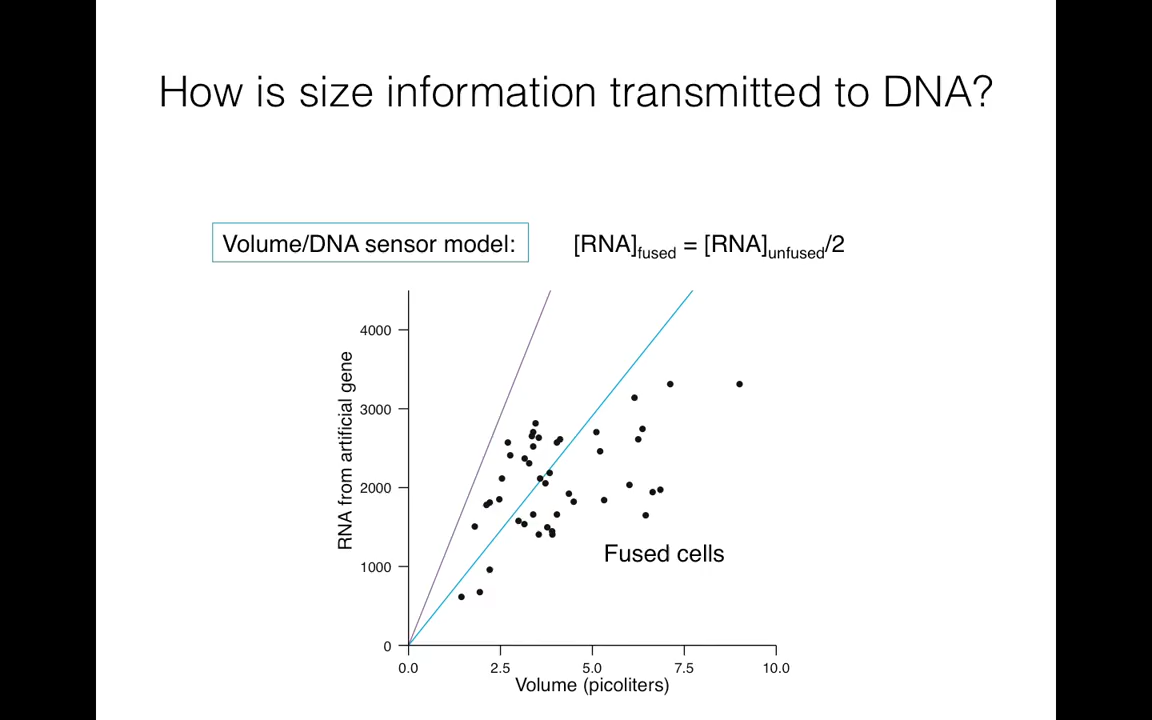 How is size information transmitted to DNA?
Volume/DNA sensor model: [RNA]fused = [RNA]unfused/2
RNA from artificial gene
4000
3000
2000
1000
0
Fused cells
0.0 2.5 5.0 7.5 10.0
Volume (picoliters)